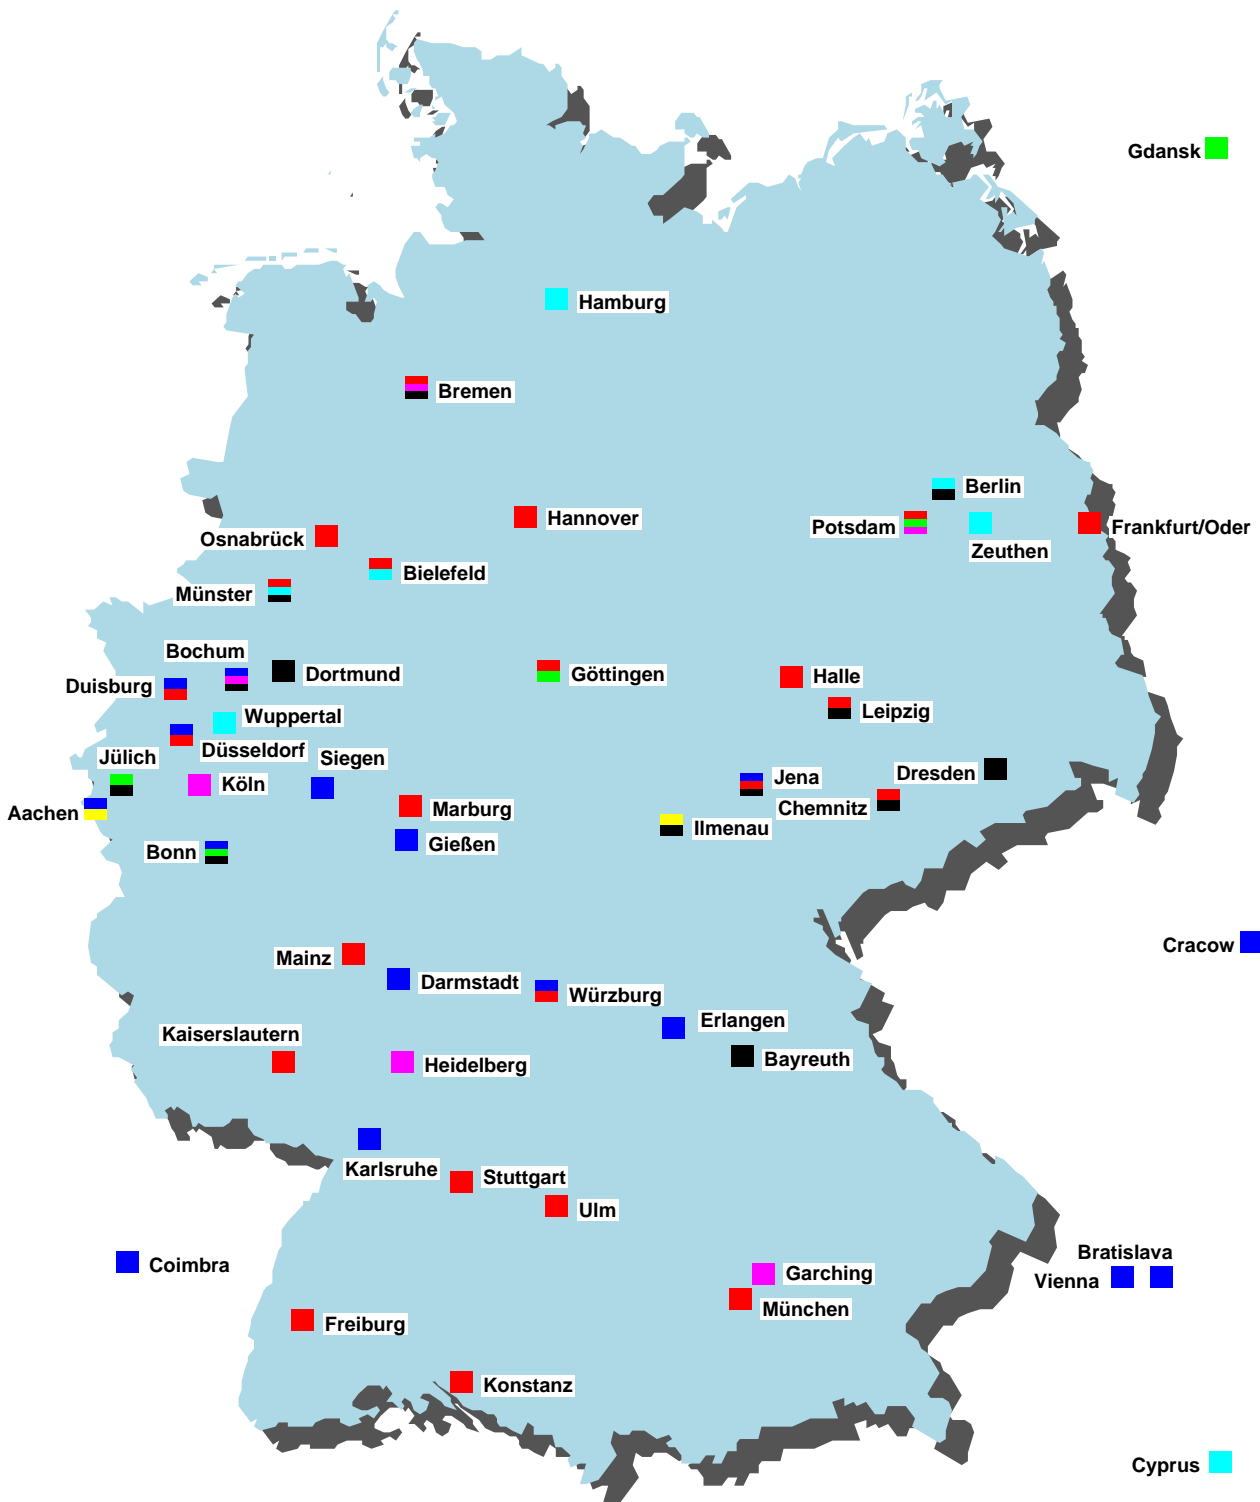 Gdansk
Hamburg
Bremen
Berlin
Hannover
Potsdam
Frankfurt/Oder
Osnabrück
Zeuthen
Bielefeld
Münster
Bochum
Dortmund
Göttingen
Halle
Duisburg
Leipzig
Wuppertal
Düsseldorf
Siegen
Jülich
Köln
Jena
Dresden
Chemnitz
Marburg
Aachen
Ilmenau
Gießen
Bonn
Cracow
Mainz
Darmstadt
Würzburg
Erlangen
Kaiserslautern
Bayreuth
Heidelberg
Karlsruhe
Stuttgart
Ulm
Bratislava
Coimbra
Garching
Vienna
München
Freiburg
Konstanz
Cyprus